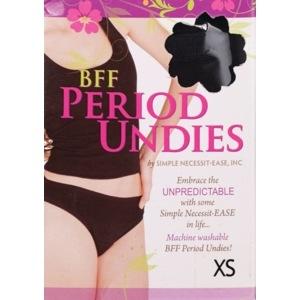 BFF
PERIOD
UNDIES
by SIMPLE NECESSIT-EASE, INC
Embrace the
UNPREDICTABLE
with some
Simple Necessit-EASE
in life...
Machine washable
BFF Period Undies!
XS